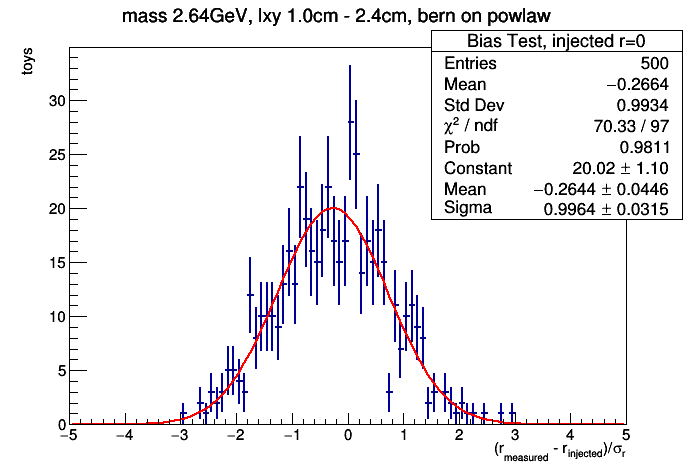 mass 2.64GeV, lxy 1.0cm - 2.4cm, bern on powlaw
Bias Test, injected r=0
Entries 500
Mean −0.2664
Std Dev 0.9934
χ² / ndf 70.33 / 97
Prob 0.9811
Constant 20.02 ± 1.10
Mean −0.2644 ± 0.0446
Sigma 0.9964 ± 0.0315
toys
30
25
20
15
10
5
0
−5 −4 −3 −2 −1 0 1 2 3 4 5
(r_measured - r_injected)/σ_r